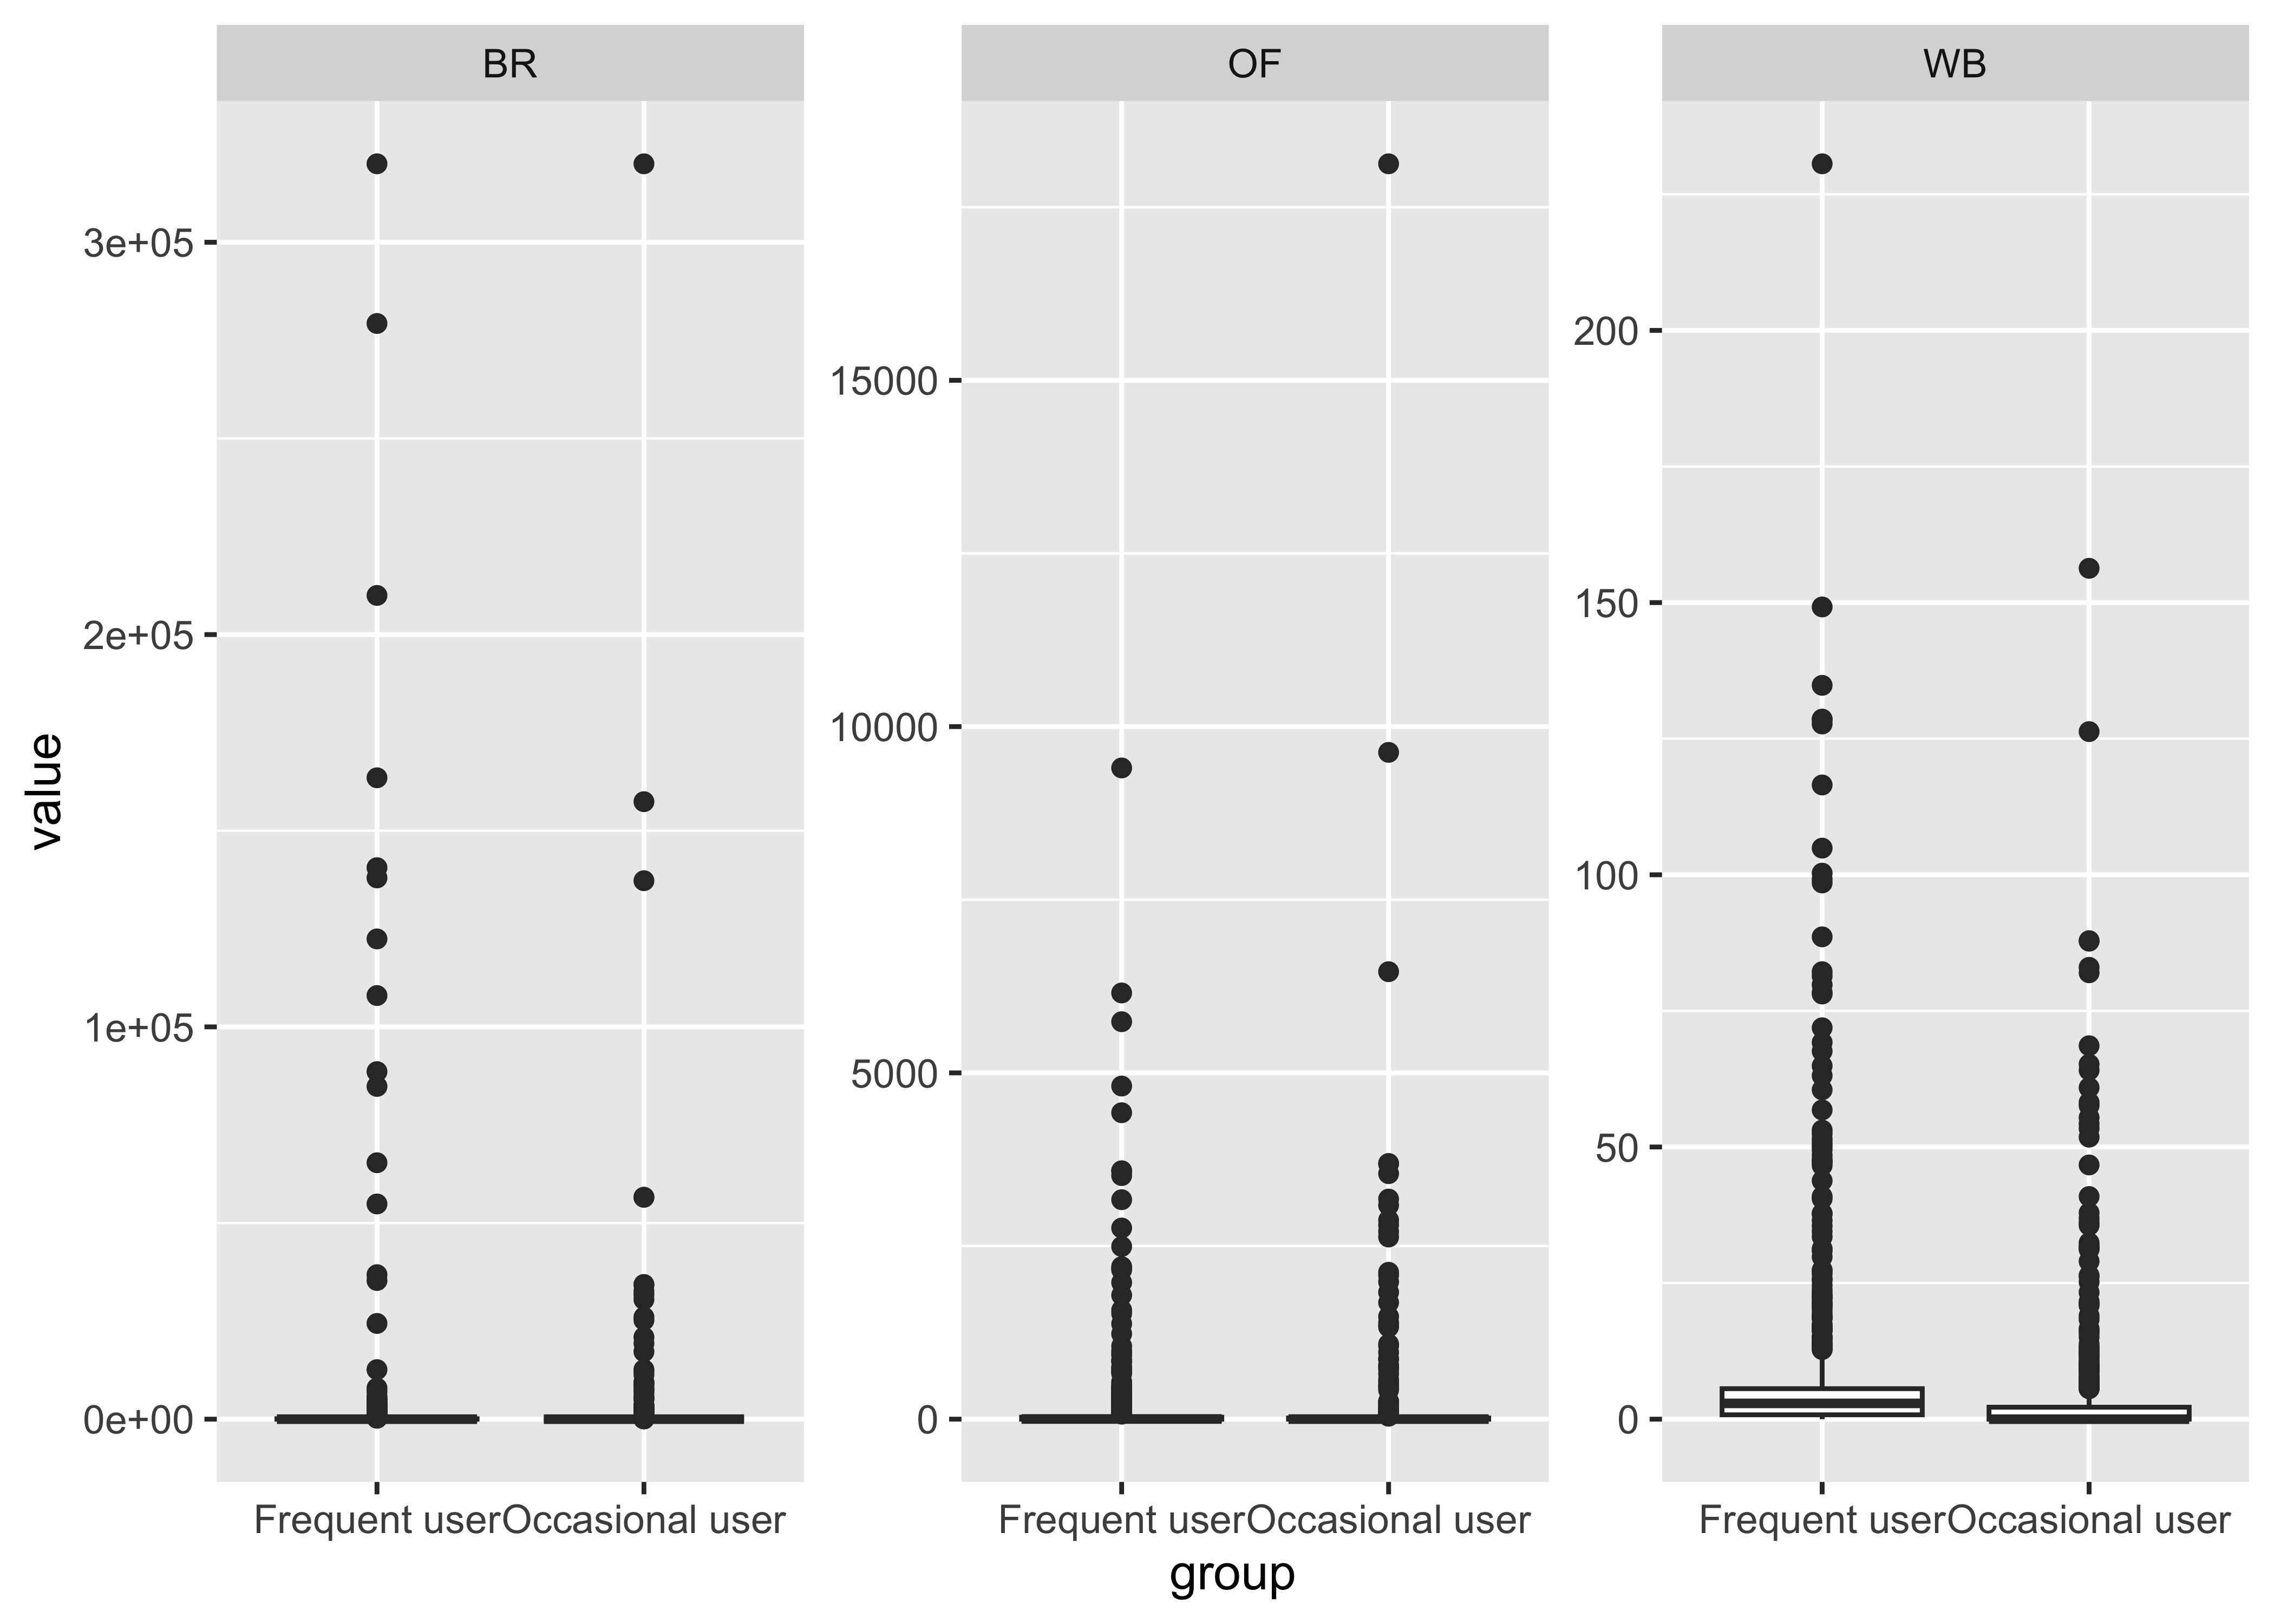 BR
OF
WB
value
3e+05
2e+05
1e+05
0e+00
15000
10000
5000
0
200
150
100
50
0
Frequent user Occasional user
Frequent user Occasional user
Frequent user Occasional user
group